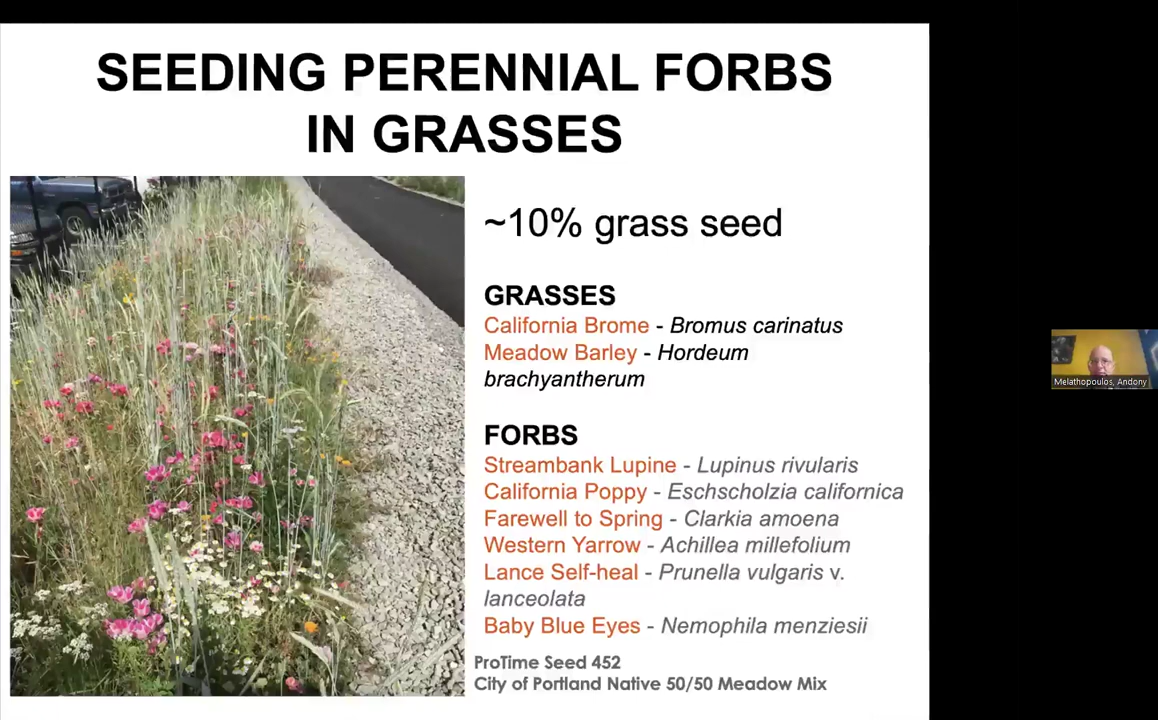 SEEDING PERENNIAL FORBS
IN GRASSES
~10% grass seed
GRASSES
California Brome - Bromus carinatus
Meadow Barley - Hordeum
brachyantherum
FORBS
Streambank Lupine - Lupinus rivularis
California Poppy - Eschscholzia californica
Farewell to Spring - Clarkia amoena
Western Yarrow - Achillea millefolium
Lance Self-heal - Prunella vulgaris v.
lanceolata
Baby Blue Eyes - Nemophila menziesii
ProTime Seed 452
City of Portland Native 50/50 Meadow Mix
Melathopoulos, Andony